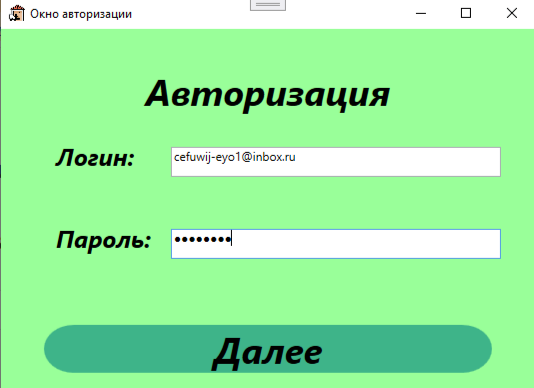 Окно авторизации
Авторизация
Логин:
cefuwij-eyo1@inbox.ru
Пароль:
••••••••
Далее